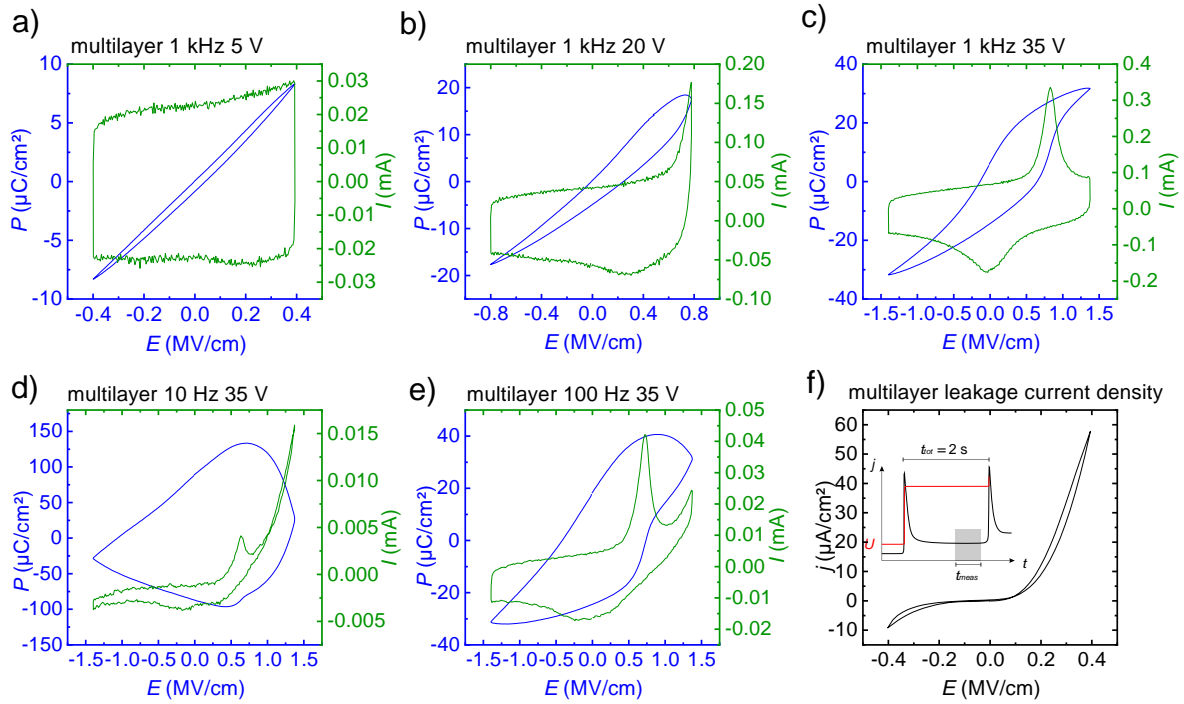 a)
multilayer 1 kHz 5 V
10
5
0
-5
-10
P (µC/cm²)
0.03
0.02
0.01
0.00
-0.01
-0.02
-0.03
I (mA)
-0.4 -0.2 0.0 0.2 0.4
E (MV/cm)
b)
multilayer 1 kHz 20 V
20
10
0
-10
-20
P (µC/cm²)
0.20
0.15
0.10
0.05
0.00
-0.05
-0.10
I (mA)
-0.8 -0.4 0.0 0.4 0.8
E (MV/cm)
c)
multilayer 1 kHz 35 V
40
20
0
-20
-40
P (µC/cm²)
0.4
0.3
0.2
0.1
0.0
-0.1
-0.2
I (mA)
-1.5 -1.0 -0.5 0.0 0.5 1.0 1.5
E (MV/cm)
d)
multilayer 10 Hz 35 V
150
100
50
0
-50
-100
-150
P (µC/cm²)
0.015
0.010
0.005
0.000
-0.005
I (mA)
-1.5 -1.0 -0.5 0.0 0.5 1.0 1.5
E (MV/cm)
e)
multilayer 100 Hz 35 V
40
20
0
-20
-40
P (µC/cm²)
0.05
0.04
0.03
0.02
0.01
0.00
-0.01
-0.02
I (mA)
-1.5 -1.0 -0.5 0.0 0.5 1.0 1.5
E (MV/cm)
f)
multilayer leakage current density
60
50
40
30
20
10
0
-10
j (µA/cm²)
j
t_tot = 2 s
U
t
t_meas
-0.4 -0.2 0.0 0.2 0.4
E (MV/cm)